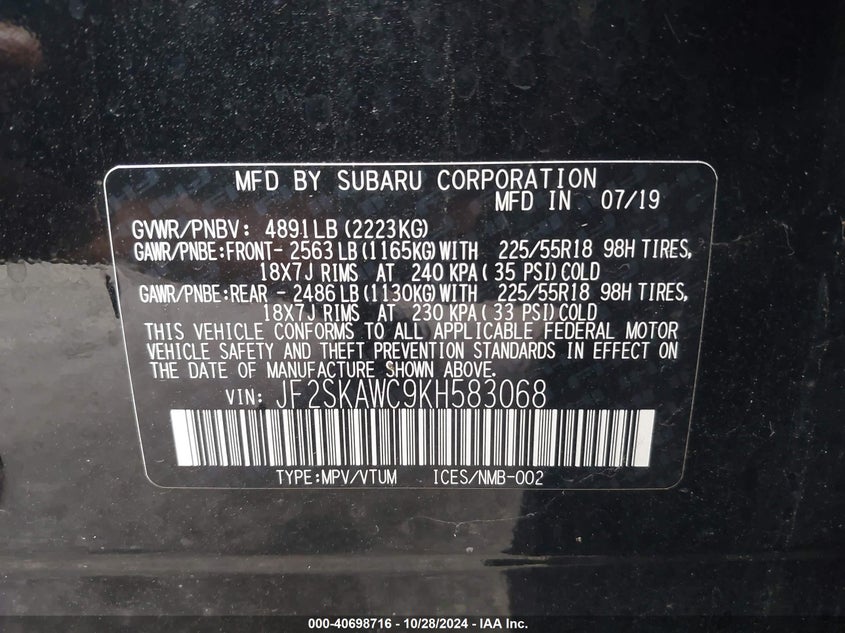 MFD BY SUBARU CORPORATION
MFD IN 07/19
GVWR/PNBV: 4891LB (2223KG)
GAWR/PNBE:FRONT- 2563 LB (1165KG) WITH 225/55R18 98H TIRES,
18X7J RIMS AT 240 KPA ( 35 PSI) COLD
GAWR/PNBE:REAR - 2486 LB (1130KG) WITH 225/55R18 98H TIRES,
18X7J RIMS AT 230 KPA ( 33 PSI) COLD
THIS VEHICLE CONFORMS TO ALL APPLICABLE FEDERAL MOTOR
VEHICLE SAFETY AND THEFT PREVENTION STANDARDS IN EFFECT ON
THE DATE OF MANUFACTURE SHOWN ABOVE.
VIN: JF2SKAWC9KH583068
TYPE:MPV/VTUM ICES/NMB-002
000-40698716 / 10/28/2024 - IAA Inc.